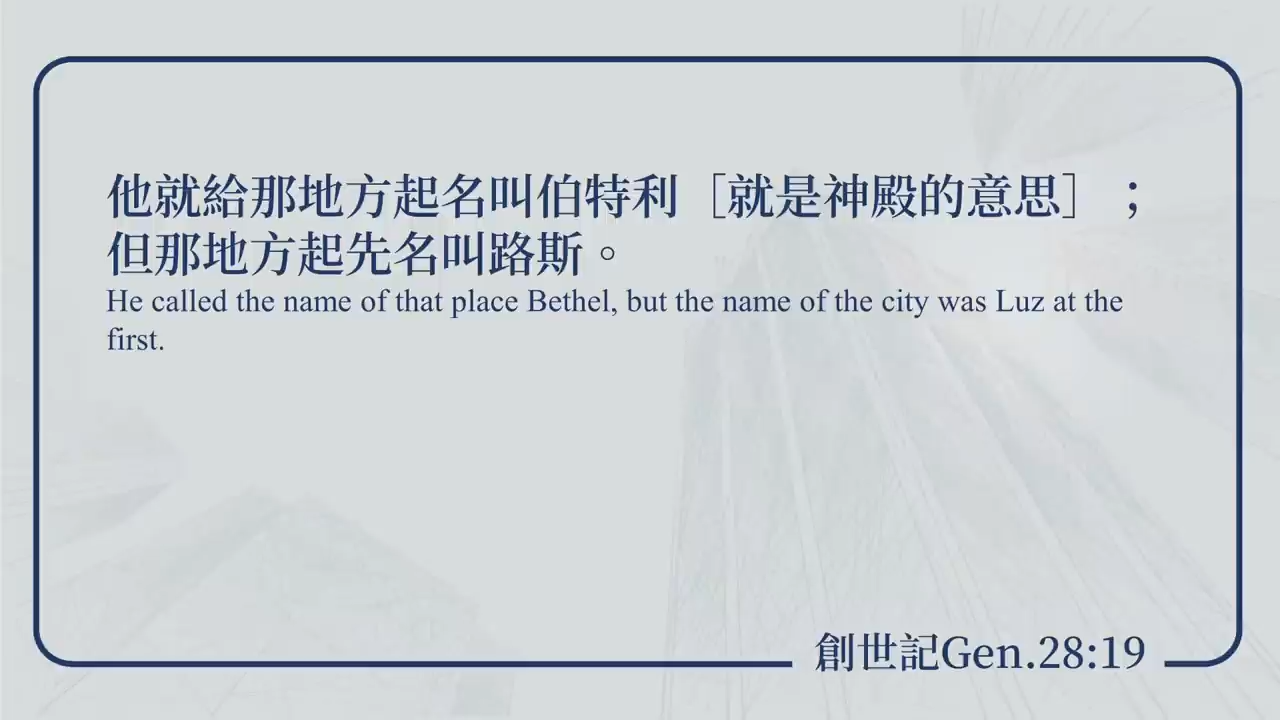 他就給那地方起名叫伯特利［就是神殿的意思］；
但那地方起先名叫路斯。
He called the name of that place Bethel, but the name of the city was Luz at the
first.
創世記Gen.28:19